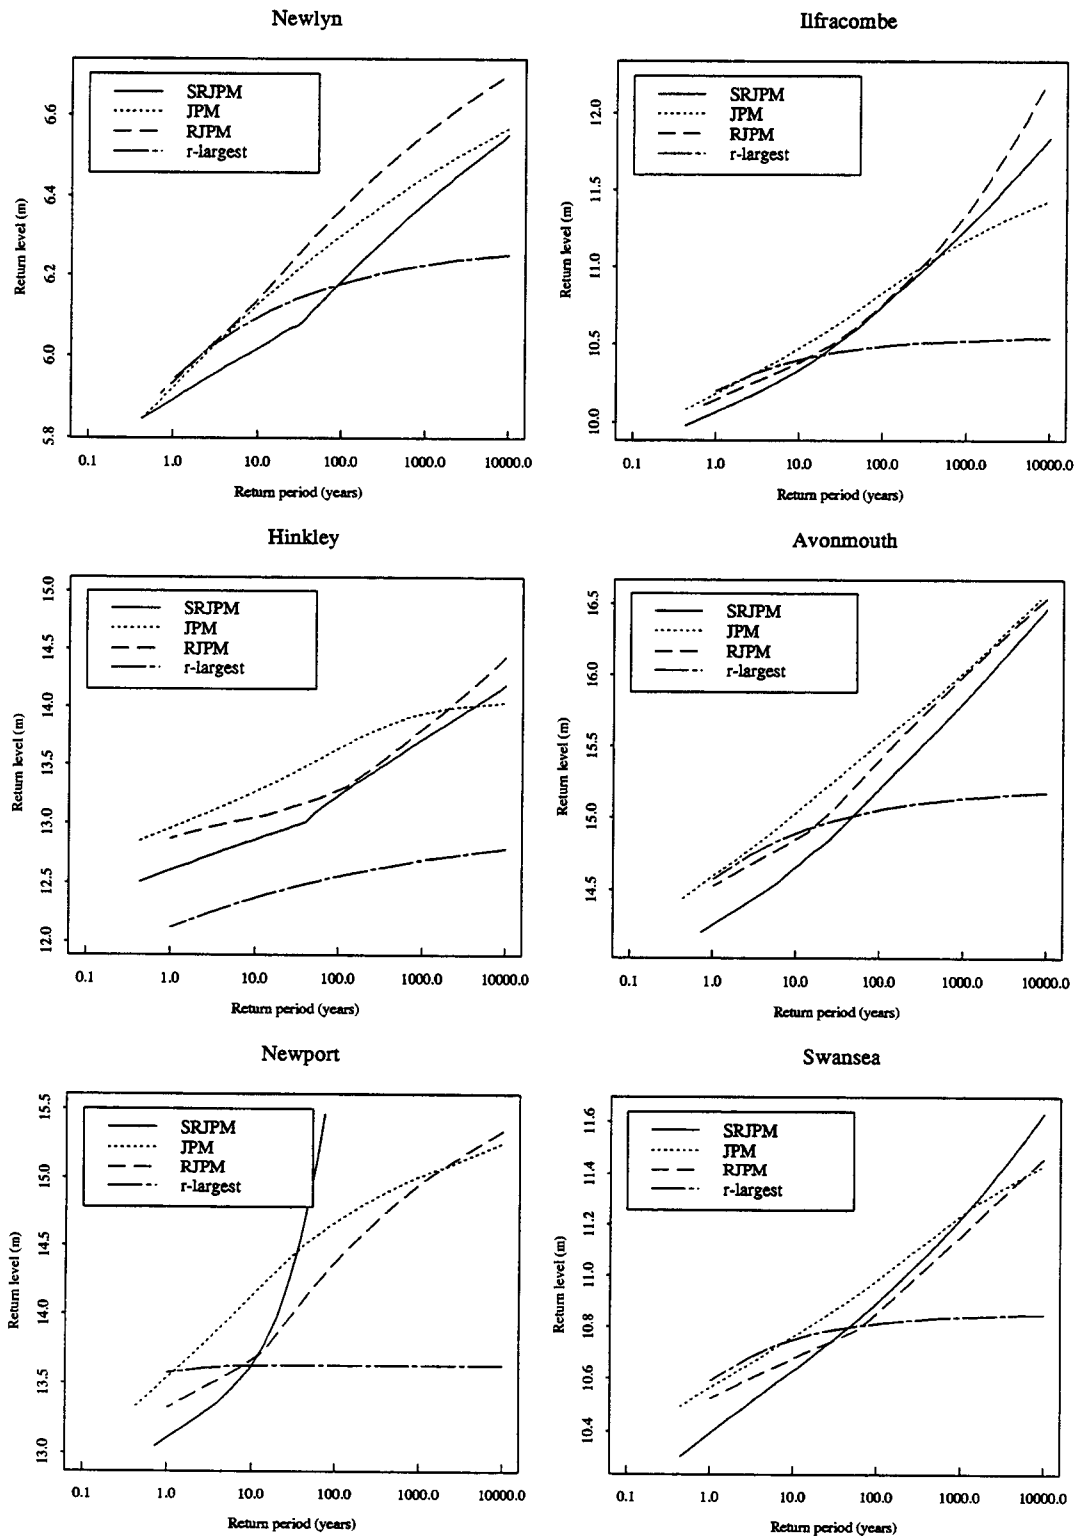 Newlyn
SRJPM
JPM
RJPM
r-largest
Return level (m)
5.8 6.0 6.2 6.4 6.6
0.1 1.0 10.0 100.0 1000.0 10000.0
Return period (years)
Ilfracombe
SRJPM
JPM
RJPM
r-largest
Return level (m)
10.0 10.5 11.0 11.5 12.0
0.1 1.0 10.0 100.0 1000.0 10000.0
Return period (years)
Hinkley
SRJPM
JPM
RJPM
r-largest
Return level (m)
12.0 12.5 13.0 13.5 14.0 14.5 15.0
0.1 1.0 10.0 100.0 1000.0 10000.0
Return period (years)
Avonmouth
SRJPM
JPM
RJPM
r-largest
Return level (m)
14.5 15.0 15.5 16.0 16.5
0.1 1.0 10.0 100.0 1000.0 10000.0
Return period (years)
Newport
SRJPM
JPM
RJPM
r-largest
Return level (m)
13.0 13.5 14.0 14.5 15.0 15.5
0.1 1.0 10.0 100.0 1000.0 10000.0
Return period (years)
Swansea
SRJPM
JPM
RJPM
r-largest
Return level (m)
10.4 10.6 10.8 11.0 11.2 11.4 11.6
0.1 1.0 10.0 100.0 1000.0 10000.0
Return period (years)